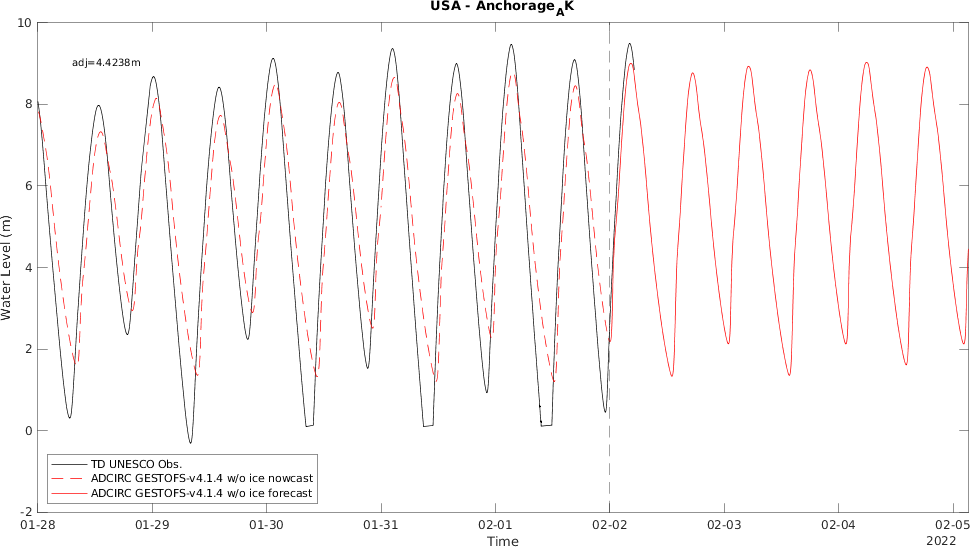 USA - Anchorage_AK
adj=4.4238m
10
8
6
4
2
0
-2
Water Level (m)
TD UNESCO Obs.
ADCIRC GESTOFS-v4.1.4 w/o ice nowcast
ADCIRC GESTOFS-v4.1.4 w/o ice forecast
01-28
01-29
01-30
01-31
02-01
02-02
02-03
02-04
02-05
Time
2022